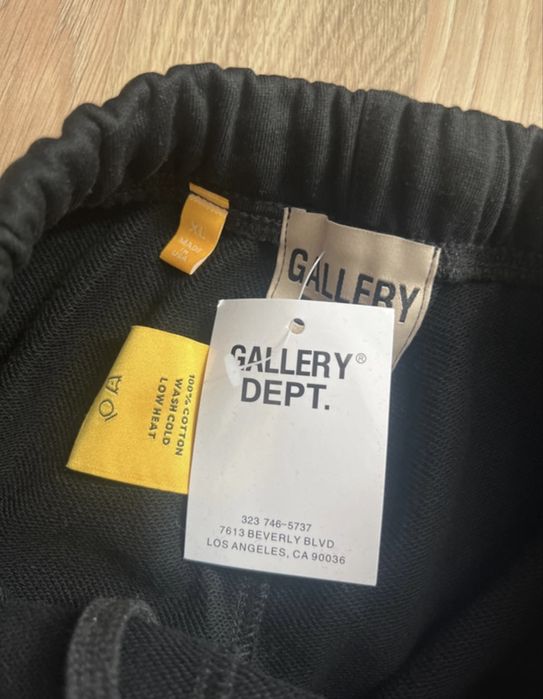 XL
MADE
IN
USA
GALLERY
GALLERY®
DEPT.
323 746-5737
7613 BEVERLY BLVD
LOS ANGELES, CA 90036
100% COTTON
WASH COLD
LOW HEAT